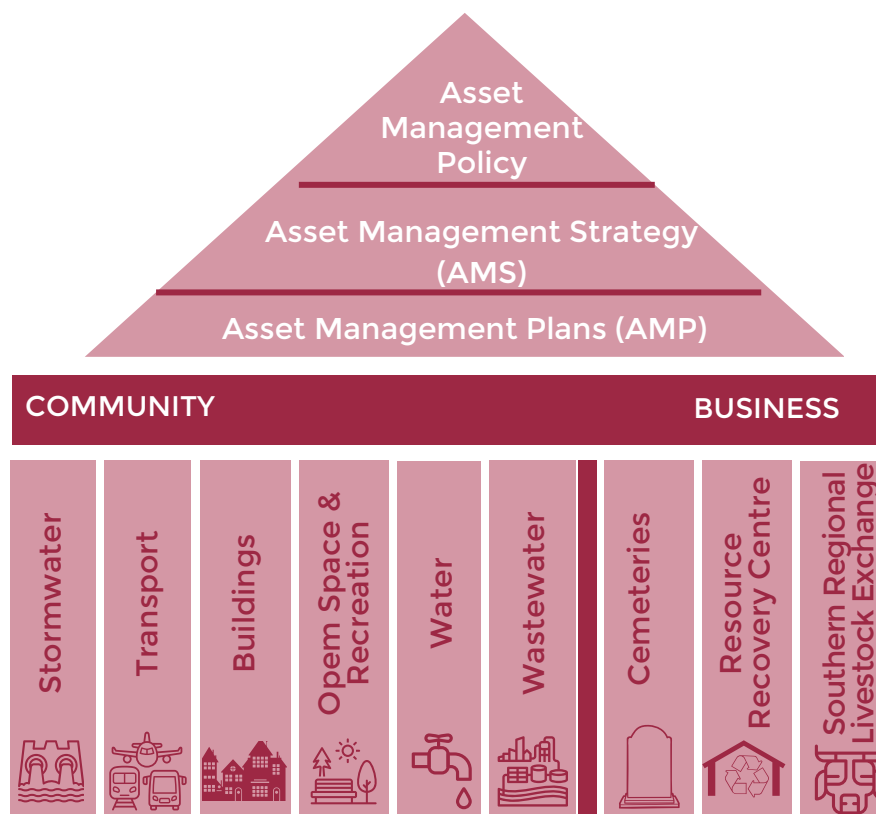 Asset
Management
Policy
Asset Management Strategy
(AMS)
Asset Management Plans (AMP)
COMMUNITY
BUSINESS
Stormwater
Transport
Buildings
Opem Space &
Recreation
Water
Wastewater
Cemeteries
Resource
Recovery Centre
Southern Regional
Livestock Exchange